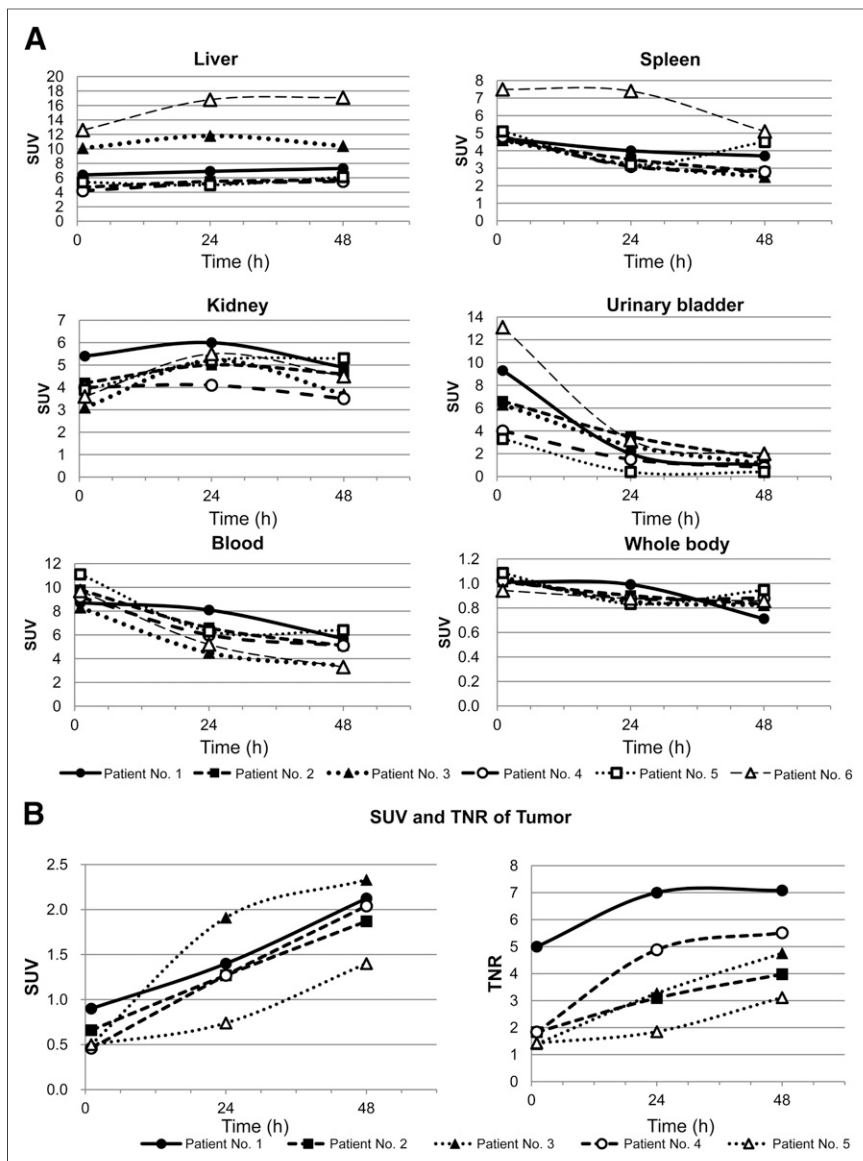 A
Liver
20
18
16
14
12
10
8
6
4
2
0
SUV
0 24 48
Time (h)
Spleen
8
7
6
5
4
3
2
1
0
SUV
0 24 48
Time (h)
Kidney
7
6
5
4
3
2
1
0
SUV
0 24 48
Time (h)
Urinary bladder
14
12
10
8
6
4
2
0
SUV
0 24 48
Time (h)
Blood
12
10
8
6
4
2
0
SUV
0 24 48
Time (h)
Whole body
1.2
1.0
0.8
0.6
0.4
0.2
0.0
SUV
0 24 48
Time (h)
Patient No. 1 Patient No. 2 Patient No. 3 Patient No. 4 Patient No. 5 Patient No. 6
B
SUV and TNR of Tumor
2.5
2.0
1.5
1.0
0.5
0.0
SUV
0 24 48
Time (h)
8
7
6
5
4
3
2
1
0
TNR
0 24 48
Time (h)
Patient No. 1 Patient No. 2 Patient No. 3 Patient No. 4 Patient No. 5